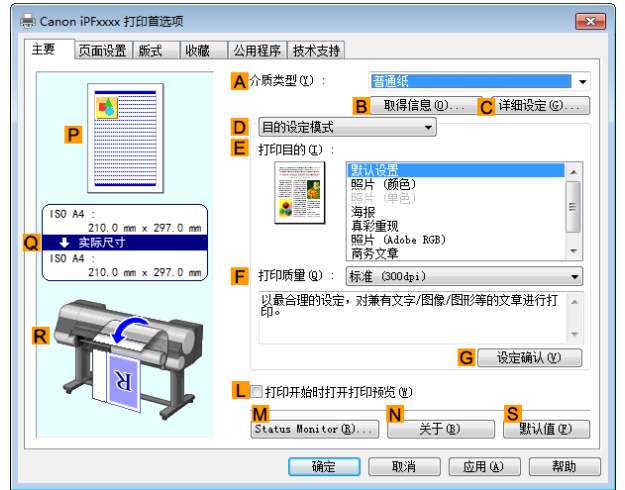 Canon iPFxxxx 打印首选项
主要 页面设置 版式 收藏 公用程序 技术支持
A 介质类型(Y) : 普通纸
B 取得信息(O)... C 详细设定(G)...
D 目的设定模式
E 打印目的(I) :
默认设置
照片 (颜色)
照片 (单色)
海报
真彩重现
照片 (Adobe RGB)
商务文章
P
ISO A4 :
210.0 mm x 297.0 mm
Q 实际尺寸
ISO A4 :
210.0 mm x 297.0 mm
F 打印质量(Q) : 标准 (300dpi)
以最合理的设定，对兼有文字/图像/图形等的文章进行打
印。
R
R
G 设定确认(V)
L 打印开始时打开打印预览(W)
M N S
Status Monitor(R)... 关于(B) 默认值(F)
确定 取消 应用(A) 帮助